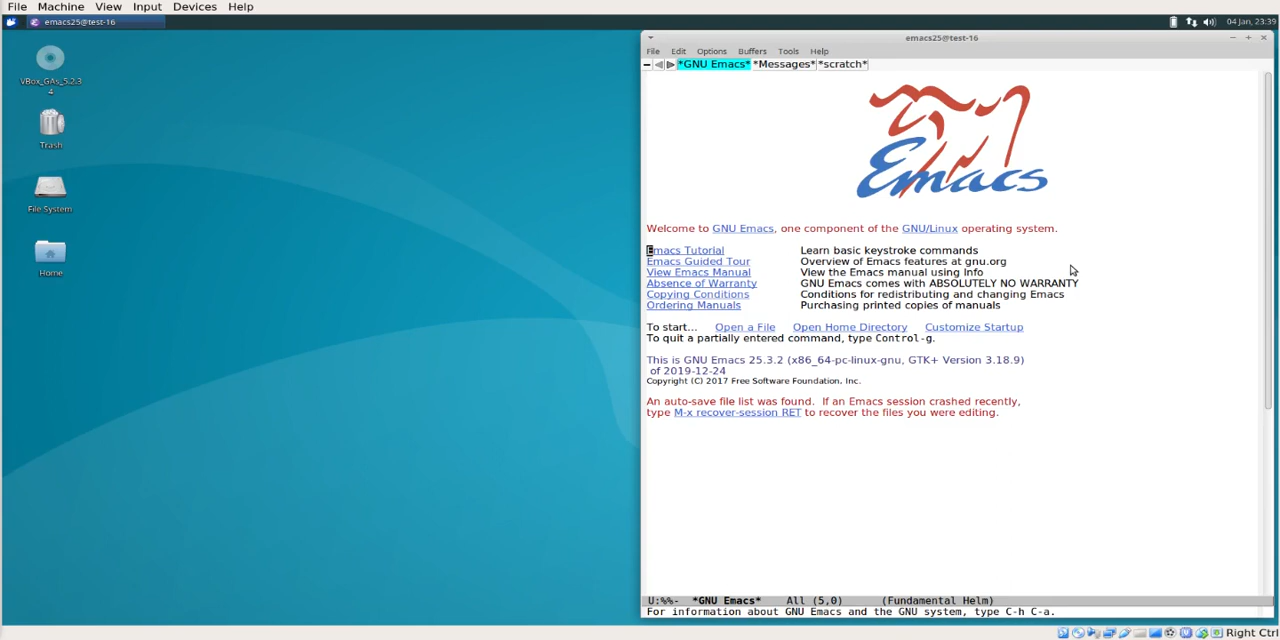 File Machine View Input Devices Help
emacs25@test-16
04 Jan, 23:39
VBox_GAs_5.2.3
4
Trash
File System
Home
emacs25@test-16
File Edit Options Buffers Tools Help
*GNU Emacs* *Messages* *scratch*
Emacs
Welcome to GNU Emacs, one component of the GNU/Linux operating system.
Emacs Tutorial Learn basic keystroke commands
Emacs Guided Tour Overview of Emacs features at gnu.org
View Emacs Manual View the Emacs manual using Info
Absence of Warranty GNU Emacs comes with ABSOLUTELY NO WARRANTY
Copying Conditions Conditions for redistributing and changing Emacs
Ordering Manuals Purchasing printed copies of manuals
To start... Open a File Open Home Directory Customize Startup
To quit a partially entered command, type Control-g.
This is GNU Emacs 25.3.2 (x86_64-pc-linux-gnu, GTK+ Version 3.18.9)
of 2019-12-24
Copyright (C) 2017 Free Software Foundation, Inc.
An auto-save file list was found. If an Emacs session crashed recently,
type M-x recover-session RET to recover the files you were editing.
U:%%- *GNU Emacs* All (5,0) (Fundamental Helm)
For information about GNU Emacs and the GNU system, type C-h C-a.
Right Ctrl